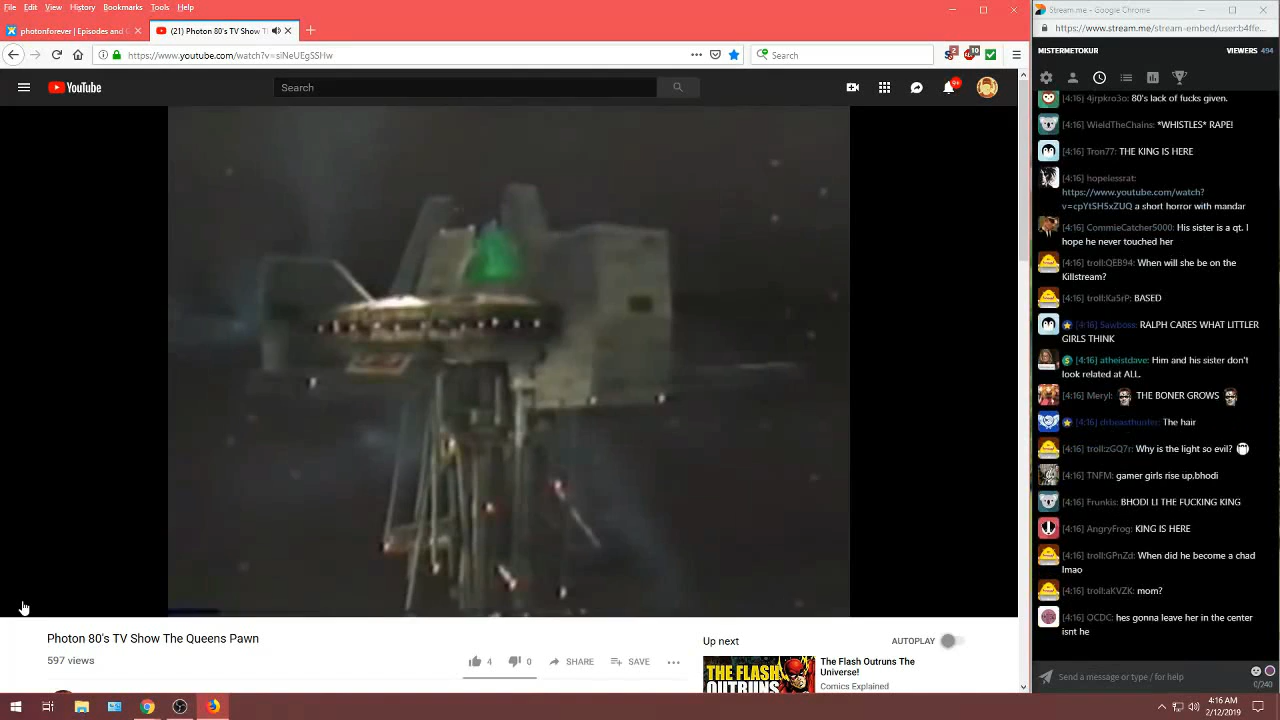 File Edit View History Bookmarks Tools Help
photonforever | Episodes and C
(21) Photon 80's TV Show T
https://www.youtube.com/watch?v=siNeUEgSSHw
Search
2
10
YouTube
Search
9+
Photon 80's TV Show The Queens Pawn
597 views
4
0
SHARE
SAVE
Up next
AUTOPLAY
THE FLASH
OUTRUNS
The Flash Outruns The
Universe!
Comics Explained
Stream.me - Google Chrome
https://www.stream.me/stream-embed/user:b4ffe...
MISTERMETOKUR
VIEWERS 494
[4:16] 4jrpkro3o: 80's lack of fucks given.
[4:16] WieldTheChains: *WHISTLES* RAPE!
[4:16] Tron77: THE KING IS HERE
[4:16] hopelessrat:
https://www.youtube.com/watch?
v=cpYtSH5xZUQ a short horror with mandar
[4:16] CommieCatcher5000: His sister is a qt. I
hope he never touched her
[4:16] troll:QEB94: When will she be on the
Killstream?
[4:16] troll:Ka5rP: BASED
[4:16] Sawboss: RALPH CARES WHAT LITTLER
GIRLS THINK
[4:16] atheistdave: Him and his sister don't
look related at ALL.
[4:16] Meryl: THE BONER GROWS
[4:16] drbeasthunter: The hair
[4:16] troll:zGQ7r: Why is the light so evil?
[4:16] TNFM: gamer girls rise up.bhodi
[4:16] Frunkis: BHODI LI THE FUCKING KING
[4:16] AngryFrog: KING IS HERE
[4:16] troll:GPnZd: When did he become a chad
lmao
[4:16] troll:aKVZK: mom?
[4:16] OCDC: hes gonna leave her in the center
isnt he
Send a message or type / for help
0/240
4:16 AM
2/12/2019